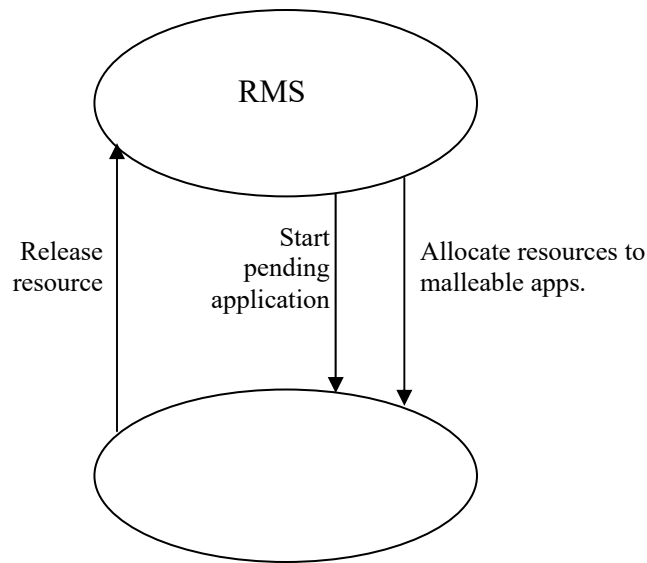 RMS
Release
resource
Start
pending
application
Allocate resources to
malleable apps.